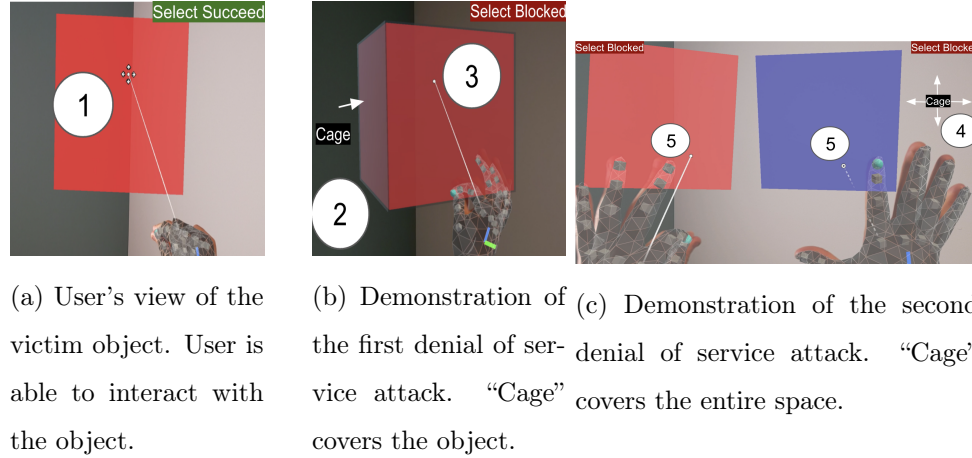 Select Succeed
1
Select Blocked
3
Cage
2
Select Blocked
Select Blocked
Cage
4
5
5
(a) User's view of the
victim object. User is
able to interact with
the object.
(b) Demonstration of
the first denial of ser-
vice attack. “Cage”
covers the object.
(c) Demonstration of the second
denial of service attack. “Cage”
covers the entire space.